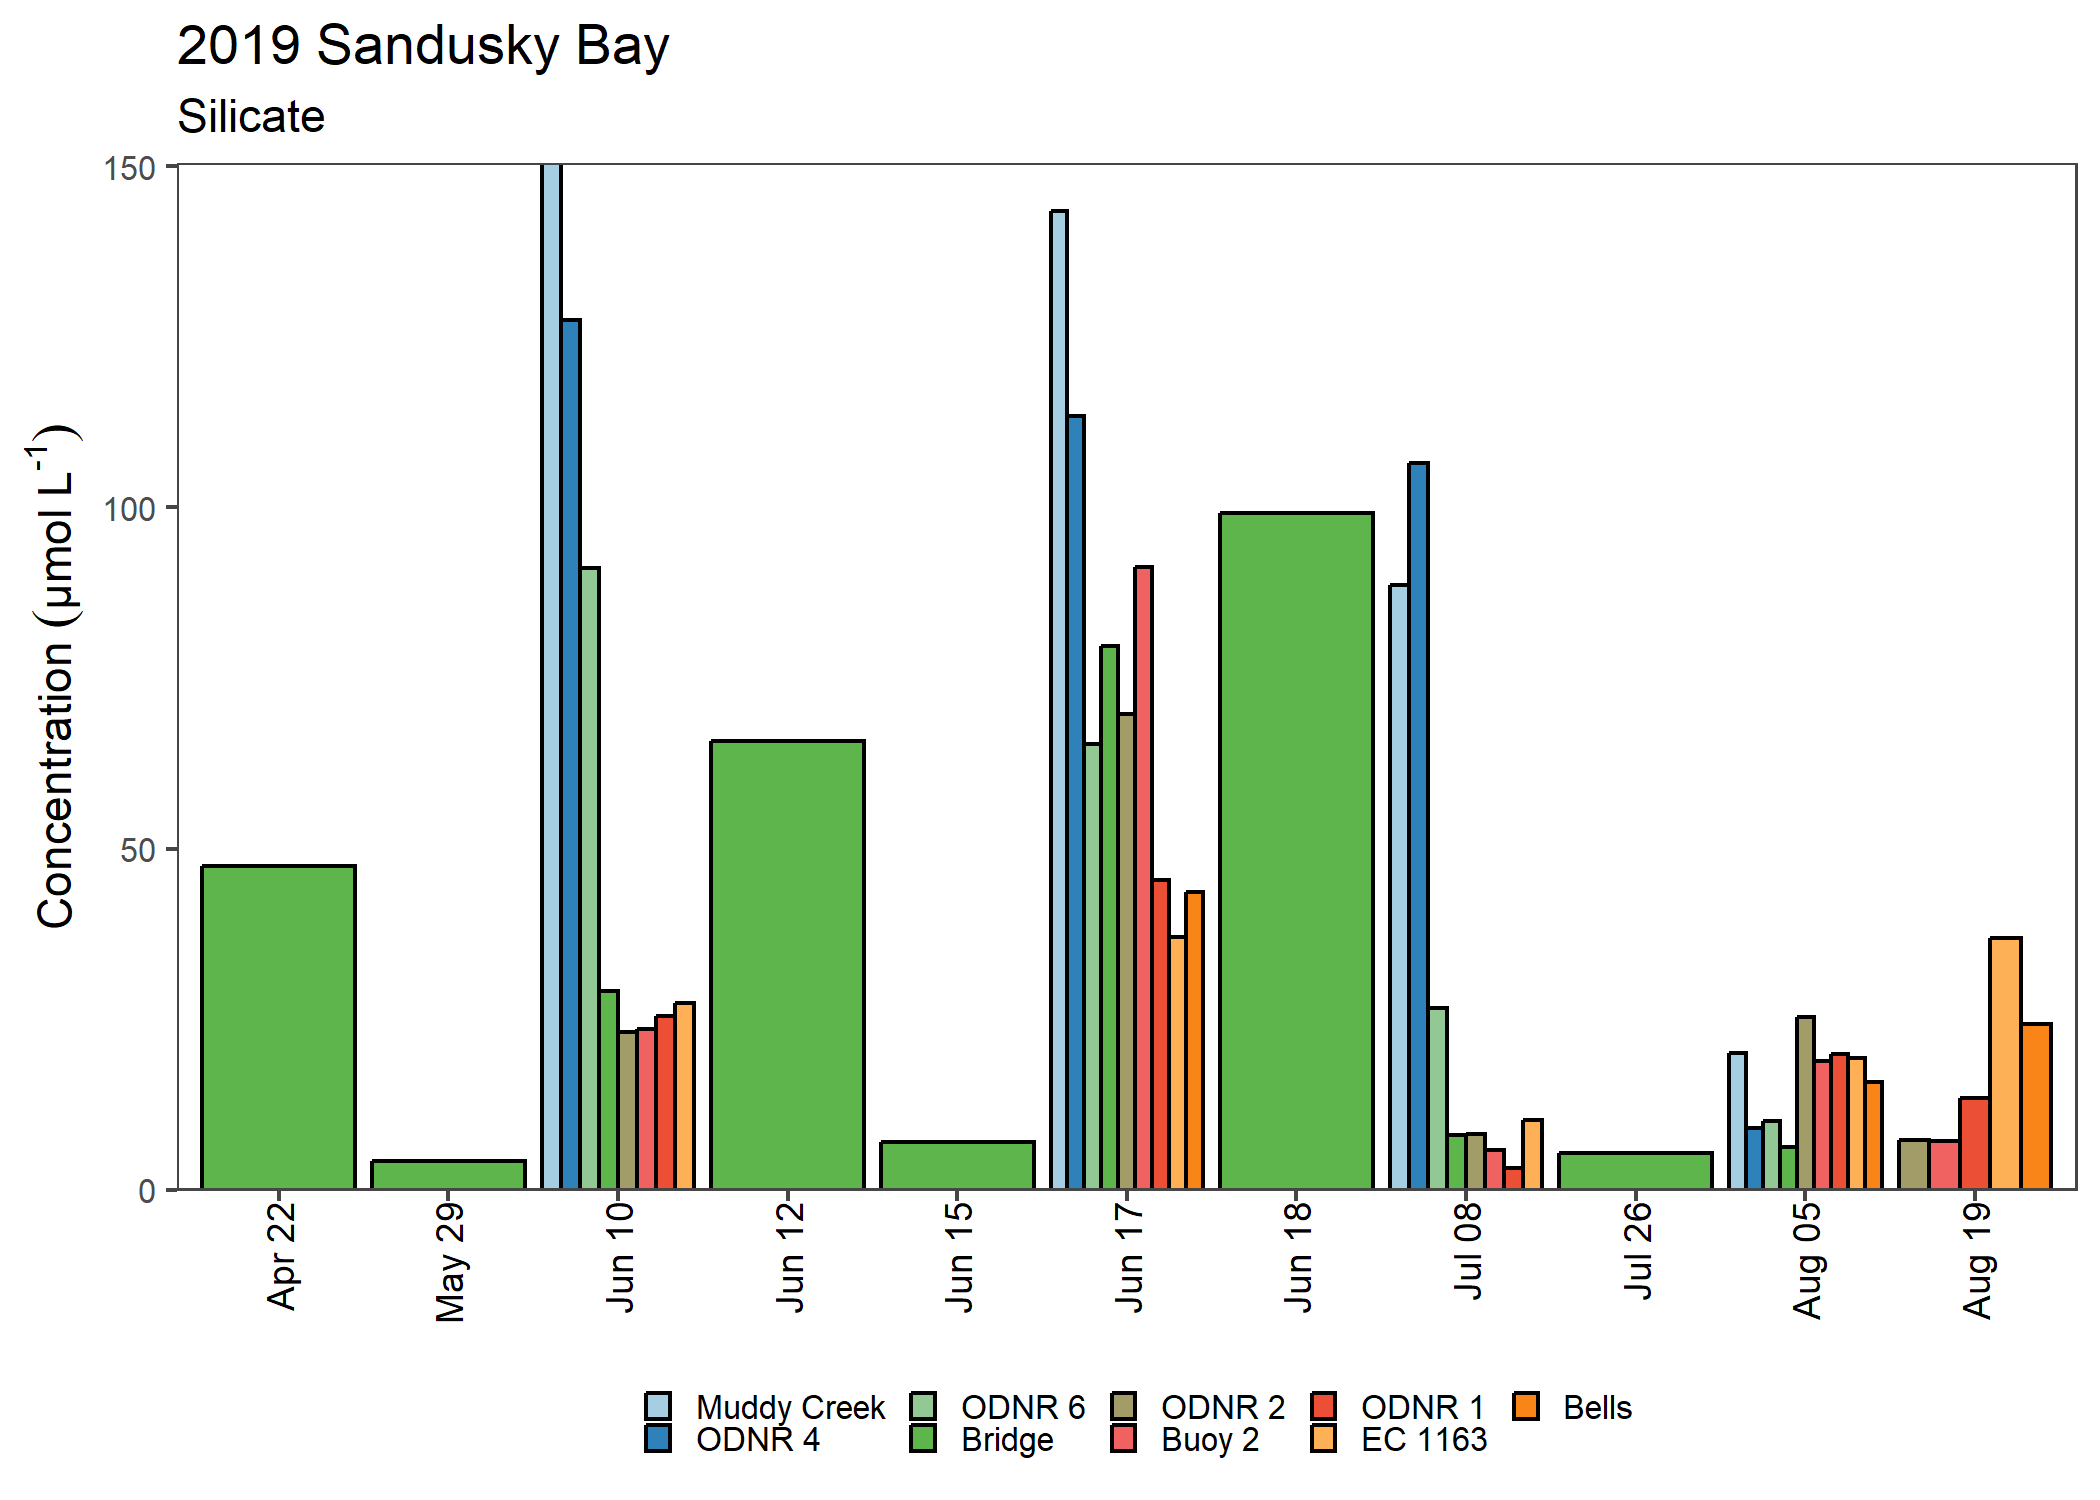 2019 Sandusky Bay
Silicate
Concentration (µmol L⁻¹)
150
100
50
0
Apr 22
May 29
Jun 10
Jun 12
Jun 15
Jun 17
Jun 18
Jul 08
Jul 26
Aug 05
Aug 19
Muddy Creek ODNR 6 ODNR 2 ODNR 1 Bells
ODNR 4 Bridge Buoy 2 EC 1163